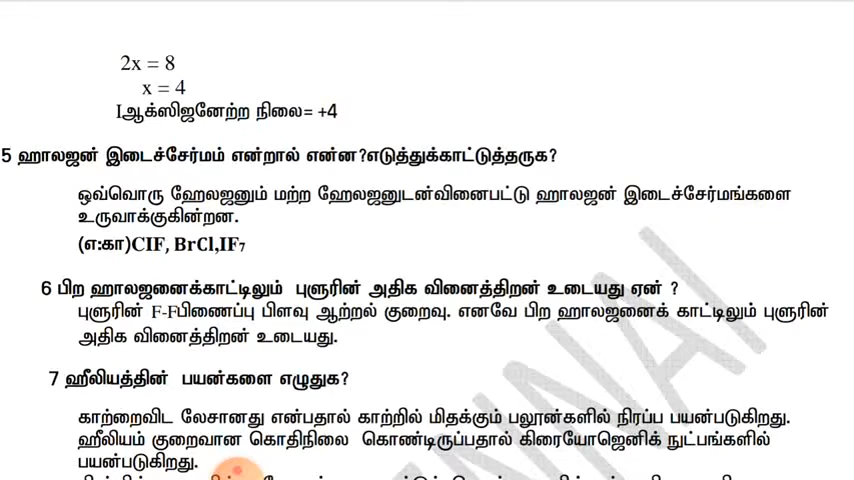 2x = 8
x = 4
Iஆக்ஸிஜனேற்ற நிலை= +4
5 ஹாலஜன் இடைச்சேர்மம் என்றால் என்ன?எடுத்துக்காட்டுத்தருக?
ஒவ்வொரு ஹேலஜனும் மற்ற ஹேலஜனுடன்வினைபட்டு ஹாலஜன் இடைச்சேர்மங்களை
உருவாக்குகின்றன.
(எ:கா)CIF, BrCl,IF₇
6 பிற ஹாலஜனைக்காட்டிலும் புளுரின் அதிக வினைத்திறன் உடையது ஏன் ?
புளுரின் F-Fபிணைப்பு பிளவு ஆற்றல் குறைவு. எனவே பிற ஹாலஜனைக் காட்டிலும் புளுரின்
அதிக வினைத்திறன் உடையது.
7 ஹீலியத்தின் பயன்களை எழுதுக?
காற்றைவிட லேசானது என்பதால் காற்றில் மிதக்கும் பலூன்களில் நிரப்ப பயன்படுகிறது.
ஹீலியம் குறைவான கொதிநிலை கொண்டிருப்பதால் கிரையோஜெனிக் நுட்பங்களில்
பயன்படுகிறது.
ENNAI